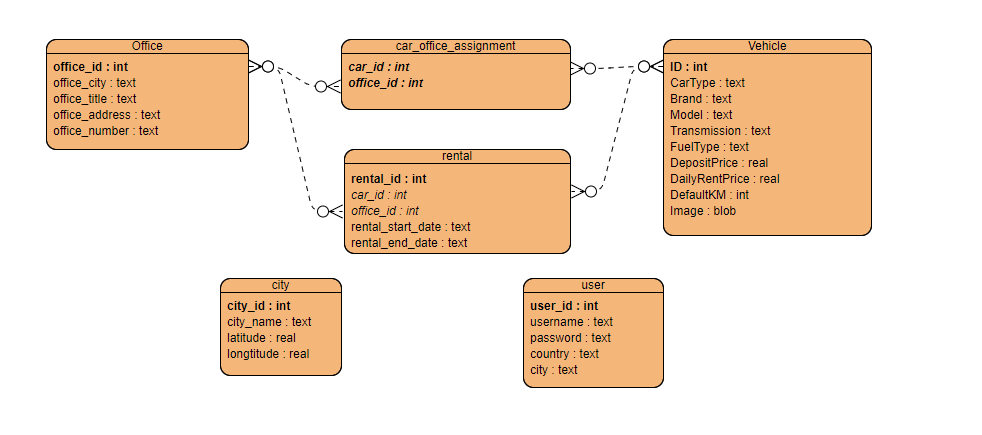 Office
office_id : int
office_city : text
office_title : text
office_address : text
office_number : text
car_office_assignment
car_id : int
office_id : int
Vehicle
ID : int
CarType : text
Brand : text
Model : text
Transmission : text
FuelType : text
DepositPrice : real
DailyRentPrice : real
DefaultKM : int
Image : blob
rental
rental_id : int
car_id : int
office_id : int
rental_start_date : text
rental_end_date : text
city
city_id : int
city_name : text
latitude : real
longtitude : real
user
user_id : int
username : text
password : text
country : text
city : text